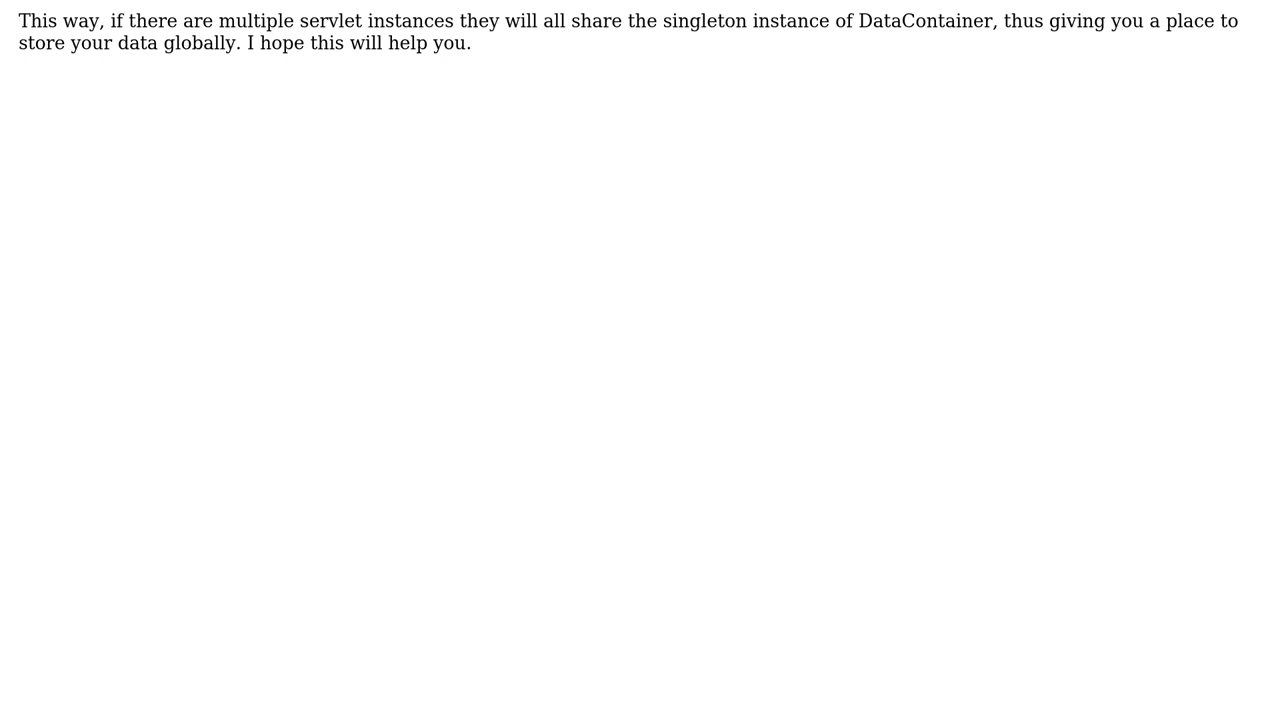 This way, if there are multiple servlet instances they will all share the singleton instance of DataContainer, thus giving you a place to
store your data globally. I hope this will help you.